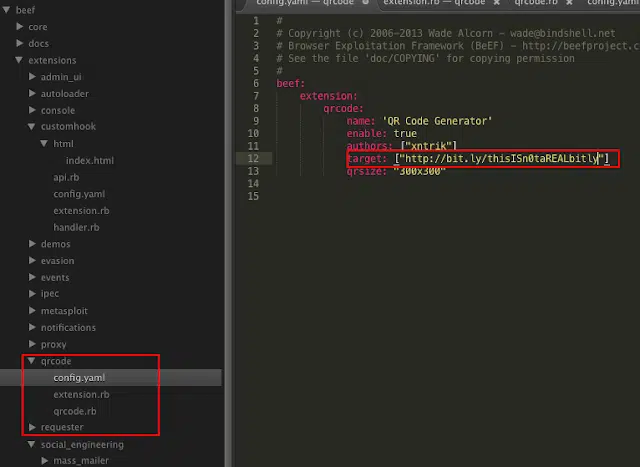 beef
core
docs
extensions
admin_ui
autoloader
console
customhook
html
index.html
api.rb
config.yaml
extension.rb
handler.rb
demos
evasion
events
ipec
metasploit
notifications
proxy
qrcode
config.yaml
extension.rb
qrcode.rb
requester
social_engineering
mass_mailer
config.yaml — qrcode
extension.rb — qrcode
qrcode.rb
config.yaml
1 #
2 # Copyright (c) 2006-2013 Wade Alcorn - wade@bindshell.net
3 # Browser Exploitation Framework (BeEF) - http://beefproject.c
4 # See the file 'doc/COPYING' for copying permission
5 #
6 beef:
7 extension:
8 qrcode:
9 name: 'QR Code Generator'
10 enable: true
11 authors: ["xntrik"]
12 target: ["http://bit.ly/thisISn0taREALbitly"]
13 qrsize: "300x300"
14
15